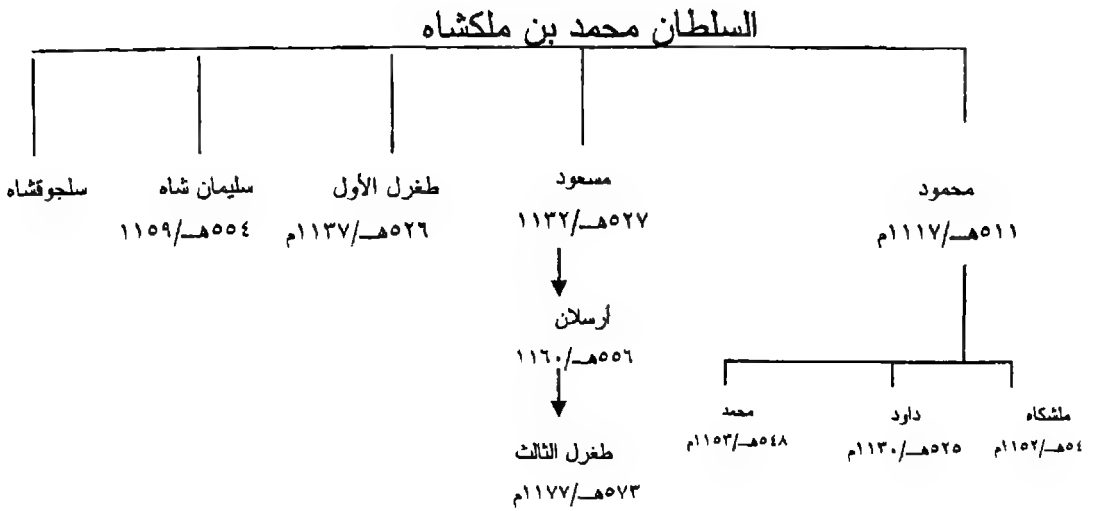 السلطان محمد بن ملكشاه
محمود
٥١١هـ/١١١٧م
مسعود
٥٢٧هـ/١١٣٢
طغرل الأول
٥٢٦هـ/١١٣٧م
سليمان شاه
٥٥٤هـ/١١٥٩
سلجوقشاه
أرسلان
٥٥٦هـ/١١٦٠
طغرل الثالث
٥٧٣هـ/١١٧٧م
ملشكاه
٥٤هـ/١١٥٢م
داود
٥٢٥هـ/١١٣٠م
محمد
٥٤٨هـ/١١٥٣م